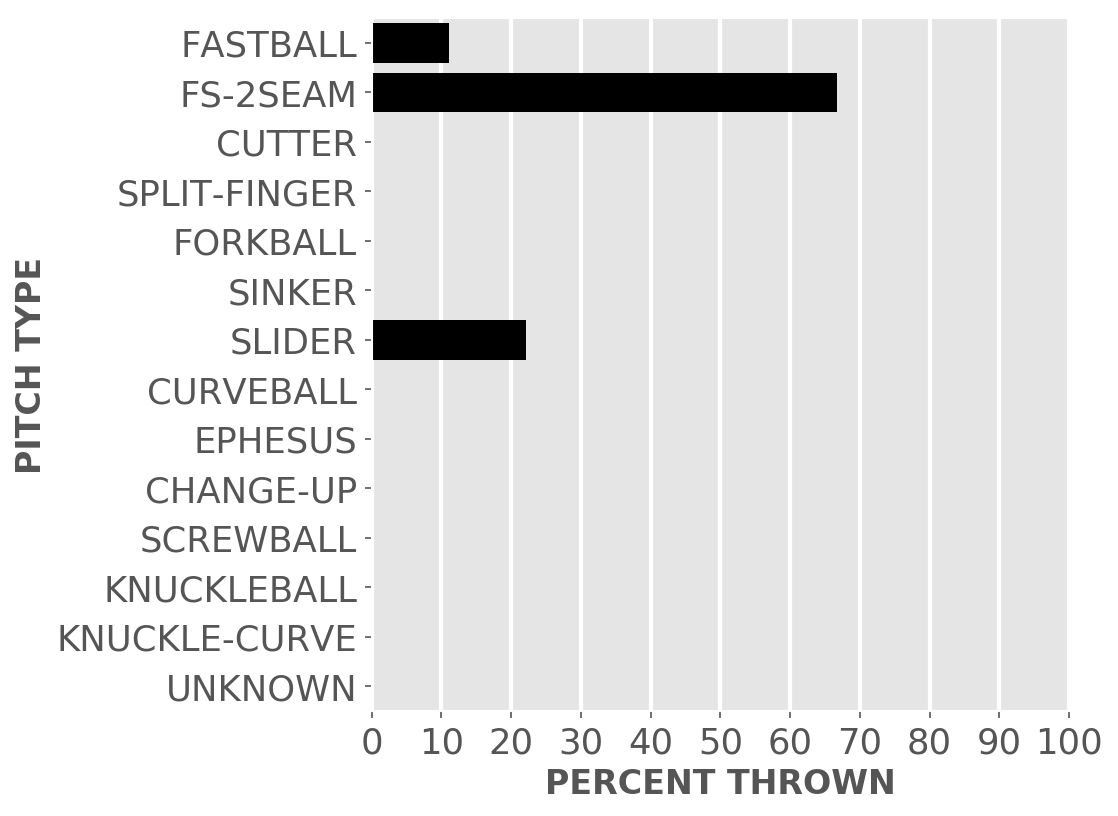 FASTBALL
FS-2SEAM
CUTTER
SPLIT-FINGER
FORKBALL
SINKER
SLIDER
CURVEBALL
EPHESUS
CHANGE-UP
SCREWBALL
KNUCKLEBALL
KNUCKLE-CURVE
UNKNOWN
PITCH TYPE
0 10 20 30 40 50 60 70 80 90 100
PERCENT THROWN